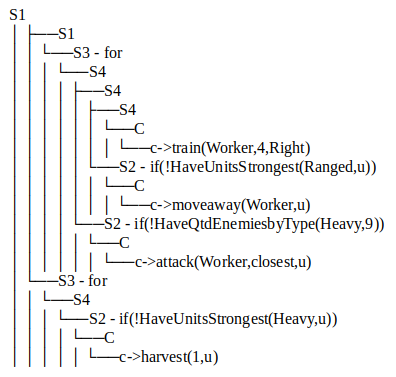 S1
S1
S3 - for
S4
S4
S4
C
c->train(Worker,4,Right)
S2 - if(!HaveUnitsStrongest(Ranged,u))
C
c->moveaway(Worker,u)
S2 - if(!HaveQtdEnemiesbyType(Heavy,9))
C
c->attack(Worker,closest,u)
S3 - for
S4
S2 - if(!HaveUnitsStrongest(Heavy,u))
C
c->harvest(1,u)